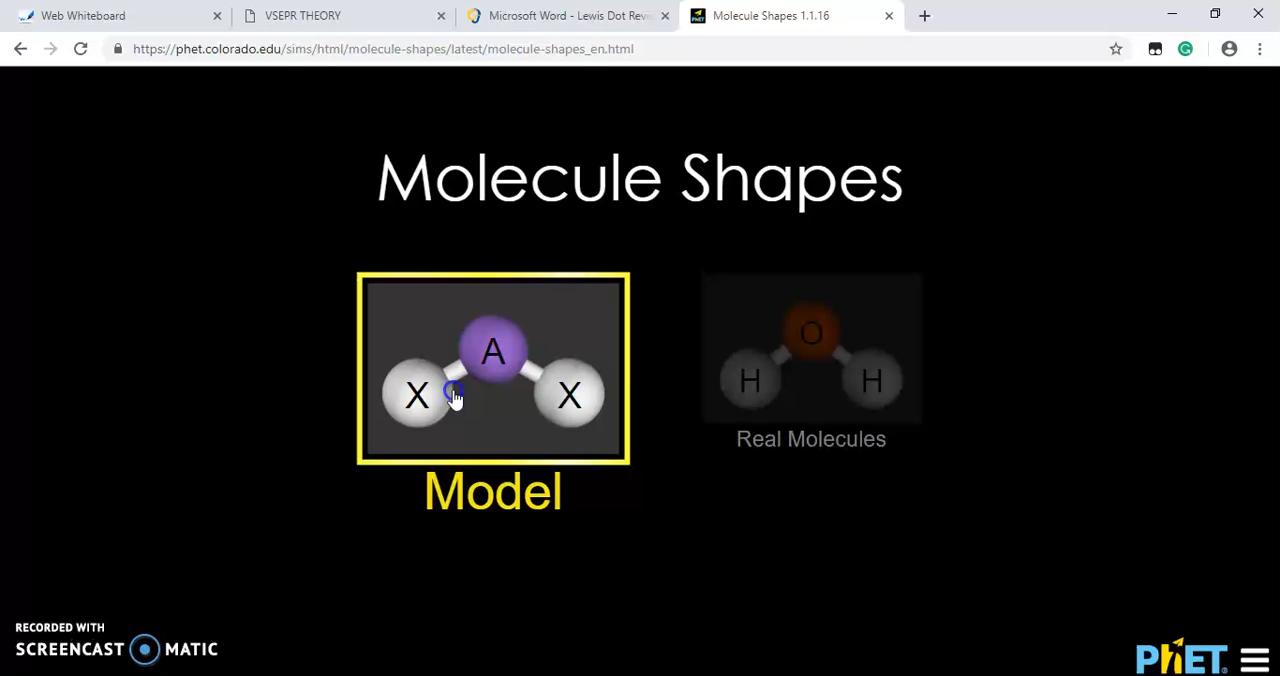 Web Whiteboard
VSEPR THEORY
Microsoft Word - Lewis Dot Rev
Molecule Shapes 1.1.16
https://phet.colorado.edu/sims/html/molecule-shapes/latest/molecule-shapes_en.html
Molecule Shapes
A
X X
Model
O
H H
Real Molecules
RECORDED WITH
SCREENCAST MATIC
PhET